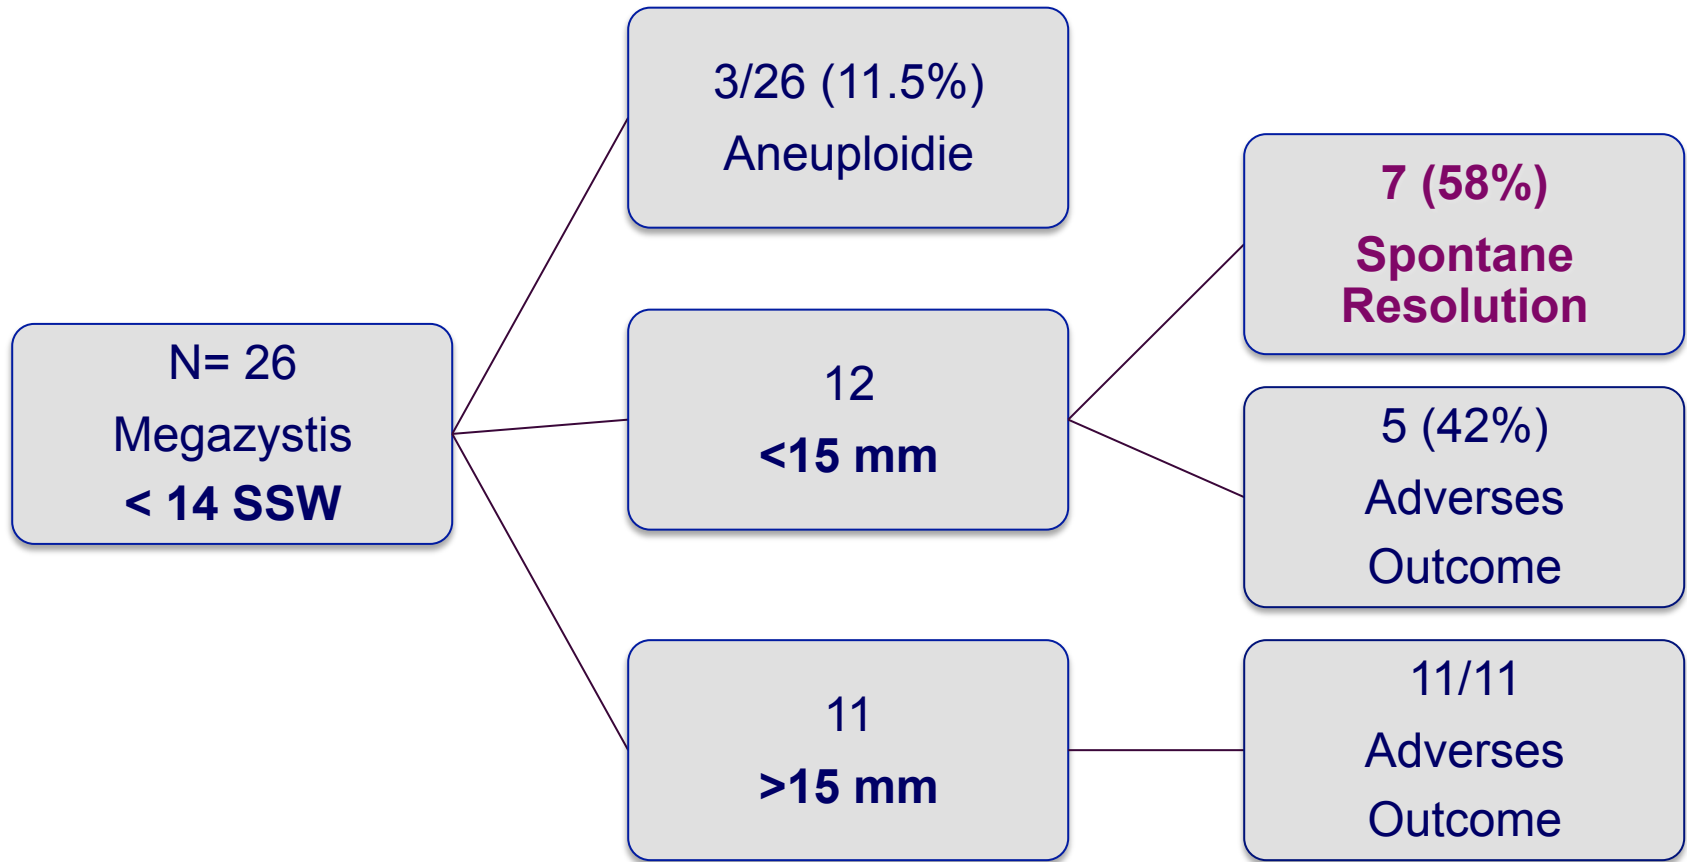 N= 26
Megazystis
< 14 SSW
3/26 (11.5%)
Aneuploidie
12
<15 mm
11
>15 mm
7 (58%)
Spontane
Resolution
5 (42%)
Adverses
Outcome
11/11
Adverses
Outcome